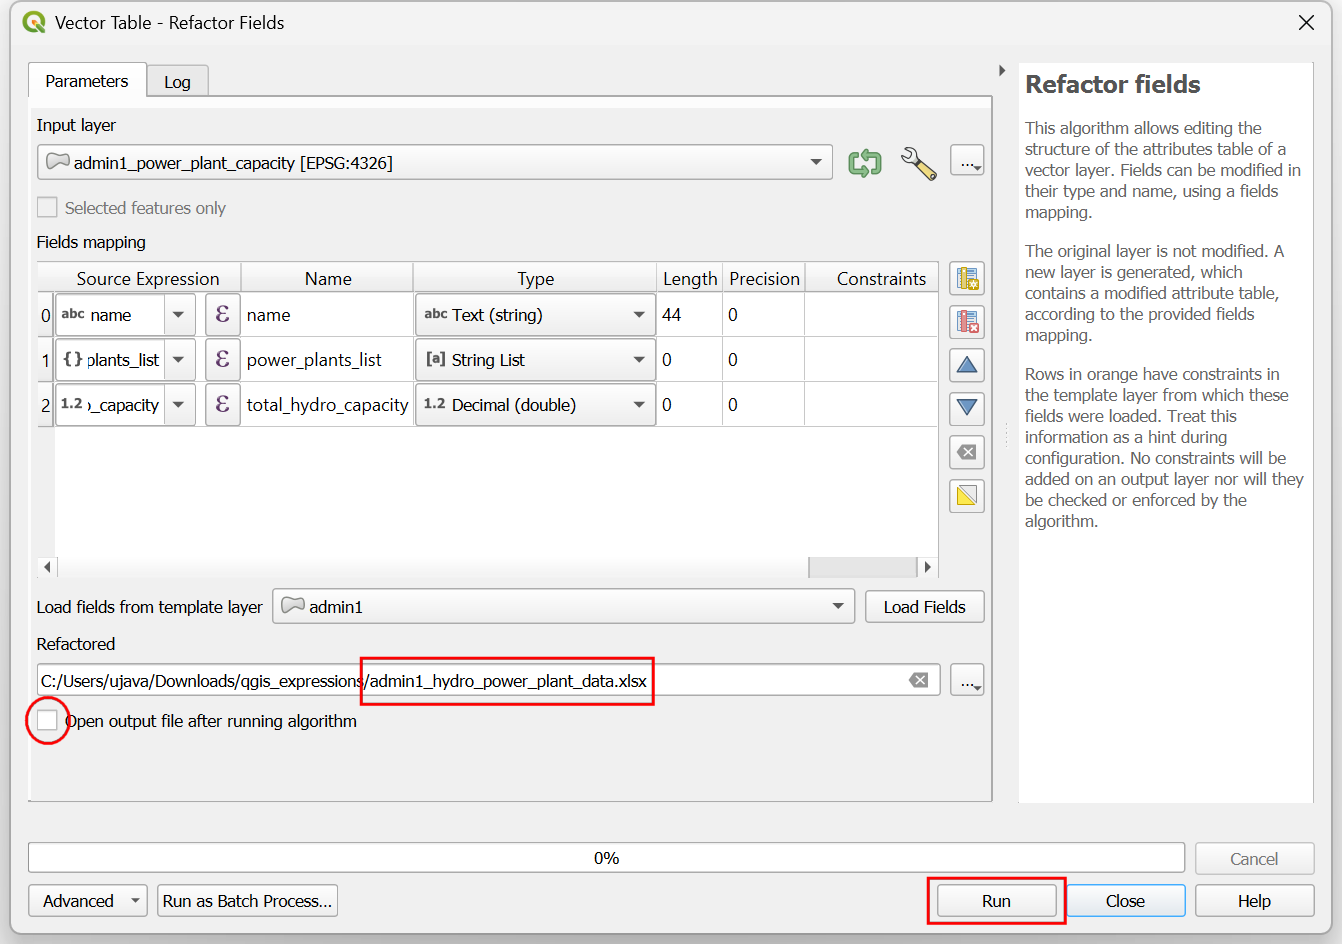 Vector Table - Refactor Fields
Parameters
Log
Input layer
admin1_power_plant_capacity [EPSG:4326]
...
Selected features only
Fields mapping
Source Expression Name Type Length Precision Constraints
0 abc name ε name abc Text (string) 44 0
1 {} plants_list ε power_plants_list [a] String List 0 0
2 1.2 _capacity ε total_hydro_capacity 1.2 Decimal (double) 0 0
Load fields from template layer admin1 Load Fields
Refactored
C:/Users/ujava/Downloads/qgis_expressions/admin1_hydro_power_plant_data.xlsx
...
Open output file after running algorithm
0%
Cancel
Advanced Run as Batch Process... Run Close Help
Refactor fields
This algorithm allows editing the
structure of the attributes table of a
vector layer. Fields can be modified in
their type and name, using a fields
mapping.
The original layer is not modified. A
new layer is generated, which
contains a modified attribute table,
according to the provided fields
mapping.
Rows in orange have constraints in
the template layer from which these
fields were loaded. Treat this
information as a hint during
configuration. No constraints will be
added on an output layer nor will they
be checked or enforced by the
algorithm.